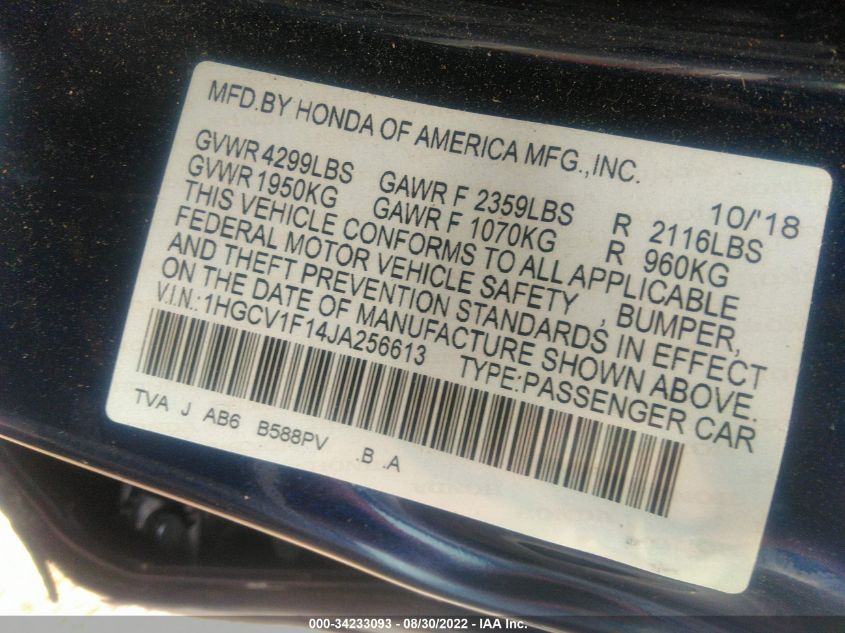 MFD.BY HONDA OF AMERICA MFG.,INC.
10/'18
GVWR 4299LBS GAWR F 2359LBS R 2116LBS
GVWR 1950KG GAWR F 1070KG R 960KG
THIS VEHICLE CONFORMS TO ALL APPLICABLE
FEDERAL MOTOR VEHICLE SAFETY , BUMPER,
AND THEFT PREVENTION STANDARDS IN EFFECT
ON THE DATE OF MANUFACTURE SHOWN ABOVE.
V.I.N.:1HGCV1F14JA256613 TYPE:PASSENGER CAR
TVA J AB6 B588PV .B .A
000-34233093 - 08/30/2022 - IAA Inc.